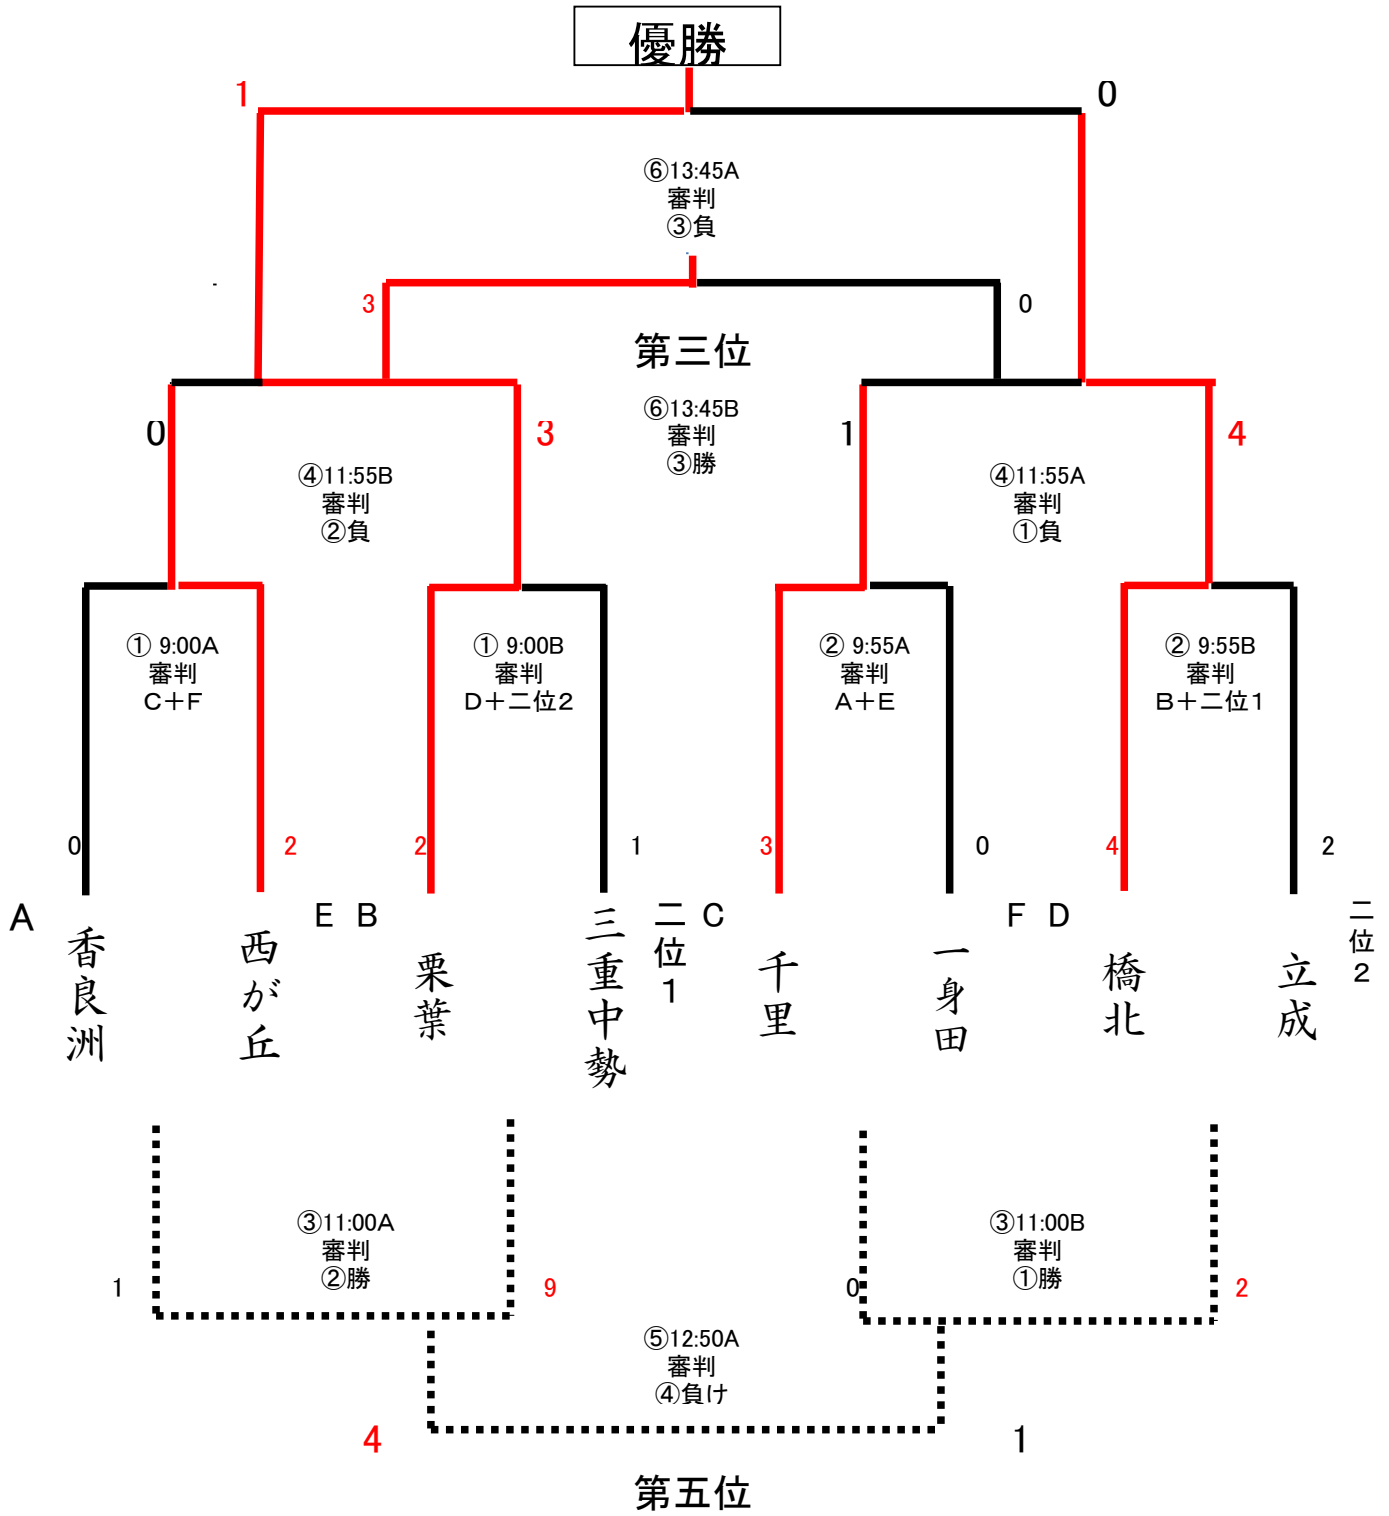 優勝
1
0
⑥13:45A
審判
③負
3
0
第三位
⑥13:45B
審判
③勝
0
3
1
4
④11:55B
審判
②負
④11:55A
審判
①負
① 9:00A
審判
C+F
① 9:00B
審判
D+二位2
② 9:55A
審判
A+E
② 9:55B
審判
B+二位1
0
2
2
1
3
0
4
2
A
香良洲
西が丘
E
B
栗葉
三重中勢
二位1
C
千里
一身田
F
D
橋北
立成
二位2
③11:00A
審判
②勝
③11:00B
審判
①勝
1
9
0
2
⑤12:50A
審判
④負け
4
1
第五位